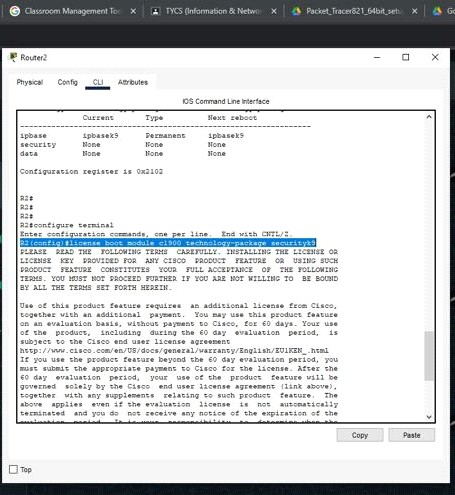 Classroom Management To
TYCS (Information & Netwo
Packet_Tracer821_64bit_setu
Go
Router2
Physical Config CLI Attributes
IOS Command Line Interface
Current Type Next reboot
------------------------------------------------------------------
ipbase ipbasek9 Permanent ipbasek9
security None None None
data None None None
Configuration register is 0x2102
R2#
R2#
R2#
R2#configure terminal
Enter configuration commands, one per line. End with CNTL/Z.
R2(config)#license boot module c1900 technology-package securityk9
PLEASE READ THE FOLLOWING TERMS CAREFULLY. INSTALLING THE LICENSE OR
LICENSE KEY PROVIDED FOR ANY CISCO PRODUCT FEATURE OR USING SUCH
PRODUCT FEATURE CONSTITUTES YOUR FULL ACCEPTANCE OF THE FOLLOWING
TERMS. YOU MUST NOT PROCEED FURTHER IF YOU ARE NOT WILLING TO BE BOUND
BY ALL THE TERMS SET FORTH HEREIN.
Use of this product feature requires an additional license from Cisco,
together with an additional payment. You may use this product feature
on an evaluation basis, without payment to Cisco, for 60 days. Your use
of the product, including during the 60 day evaluation period, is
subject to the Cisco end user license agreement
http://www.cisco.com/en/US/docs/general/warranty/English/EU1KEN_.html
If you use the product feature beyond the 60 day evaluation period, you
must submit the appropriate payment to Cisco for the license. After the
60 day evaluation period, your use of the product feature will be
governed solely by the Cisco end user license agreement (link above),
together with any supplements relating to such product feature. The
above applies even if the evaluation license is not automatically
terminated and you do not receive any notice of the expiration of the
evaluation period. It is your responsibility to determine when the
Copy Paste
Top